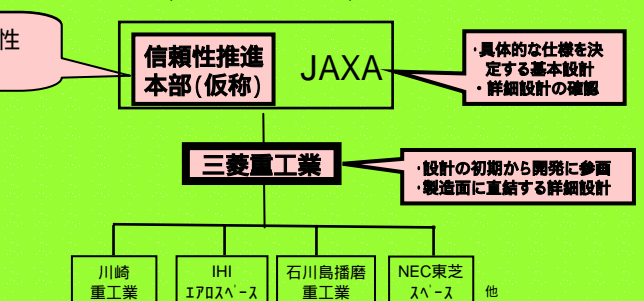 性
信頼性推進
本部(仮称)
JAXA
・具体的な仕様を決
定する基本設計
・詳細設計の確認
三菱重工業
・設計の初期から開発に参画
・製造面に直結する詳細設計
川崎
重工業
IHI
ｴｱﾛｽﾍﾟｰｽ
石川島播磨
重工業
NEC東芝
ｽﾍﾟｰｽ
他